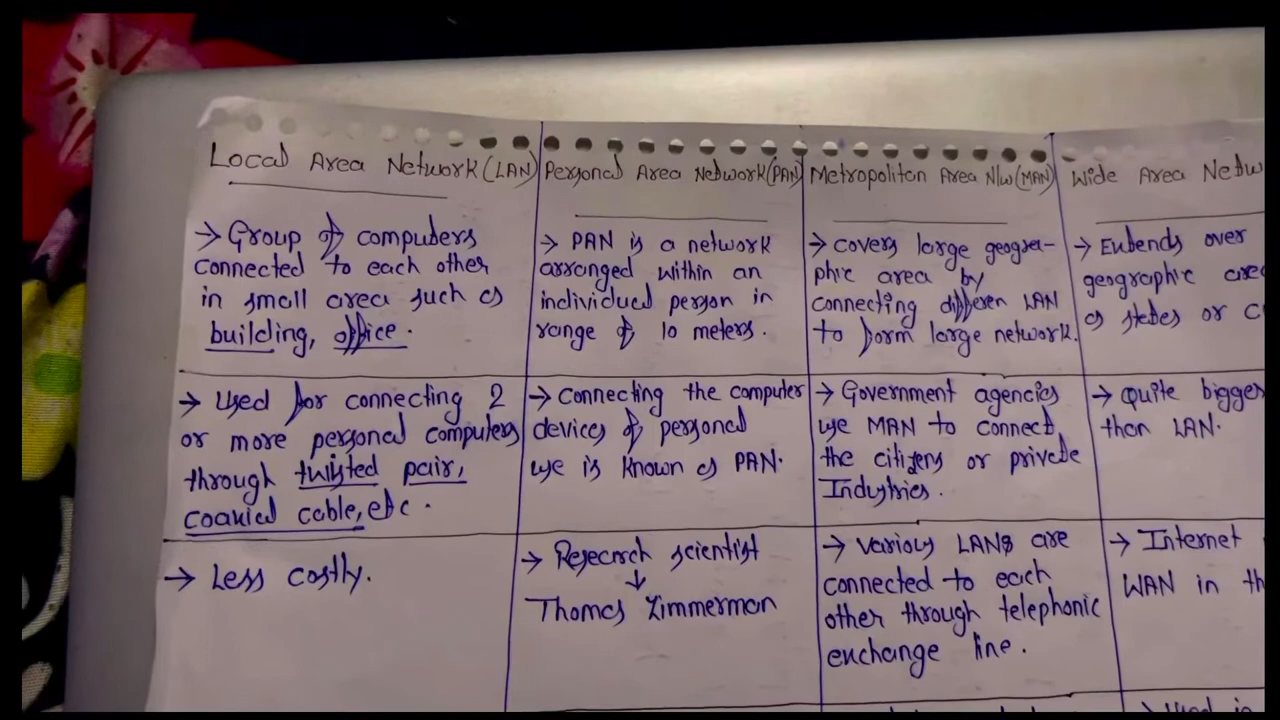 Local Area Network (LAN)
→ Group of computers
connected to each other
in small area such as
building, office.
→ Used for connecting 2
or more personal computers
through twisted pair,
coaxial cable, etc.
→ Less costly.
Personal Area Network (PAN)
→ PAN is a network
arranged within an
individual person in
range of 10 meters.
→ Connecting the computer
devices of personal
use is known as PAN.
→ Research scientist
↓
Thomas Zimmerman
Metropolitan Area N/w (MAN)
→ covers large geogra-
phic area by
connecting differen LAN
to form large network.
→ Government agencies
use MAN to connect
the citizens or private
Industries.
→ various LANs are
connected to each
other through telephonic
exchange line.
Wide Area Netw
→ Extends over
geographic area
as states or
→ quite bigger
than LAN.
→ Internet
WAN in th
→ Used in